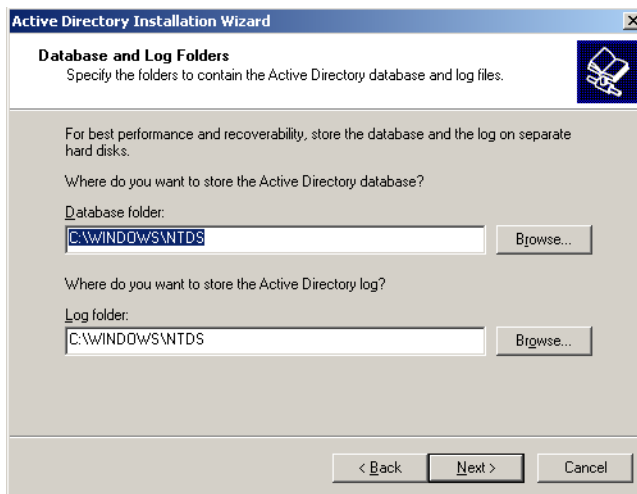 Active Directory Installation Wizard
Database and Log Folders
Specify the folders to contain the Active Directory database and log files.
For best performance and recoverability, store the database and the log on separate
hard disks.
Where do you want to store the Active Directory database?
Database folder:
C:\WINDOWS\NTDS
Browse...
Where do you want to store the Active Directory log?
Log folder:
C:\WINDOWS\NTDS
Browse...
< Back
Next >
Cancel